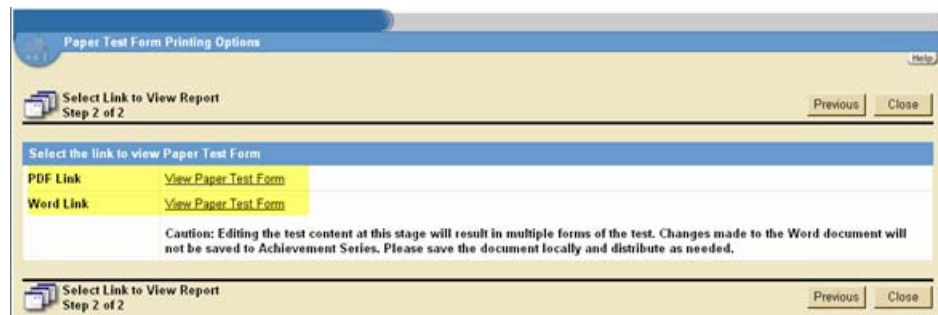 Paper Test Form Printing Options
Help
Select Link to View Report
Step 2 of 2
Previous Close
Select the link to view Paper Test Form
PDF Link View Paper Test Form
Word Link View Paper Test Form
Caution: Editing the test content at this stage will result in multiple forms of the test. Changes made to the Word document will
not be saved to Achievement Series. Please save the document locally and distribute as needed.
Select Link to View Report
Step 2 of 2
Previous Close